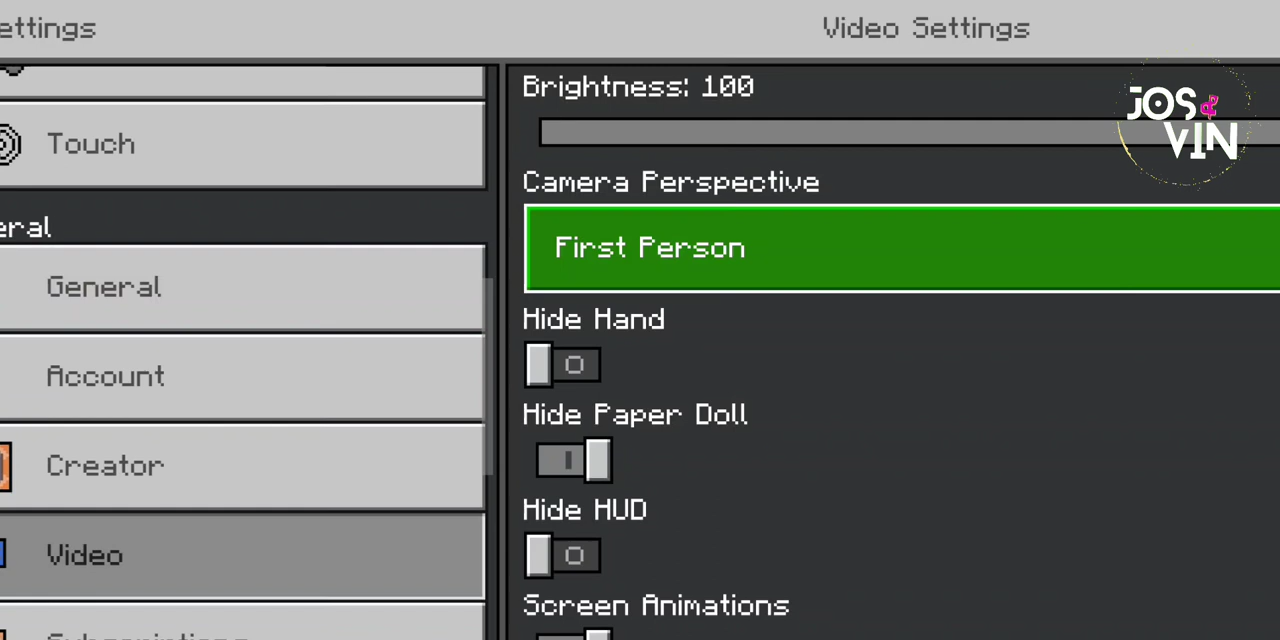 ettings
Video Settings
Touch
eral
General
Account
Creator
Video
Subscriptions
Brightness: 100
Camera Perspective
First Person
Hide Hand
Hide Paper Doll
Hide HUD
Screen Animations
JOS &
VIN